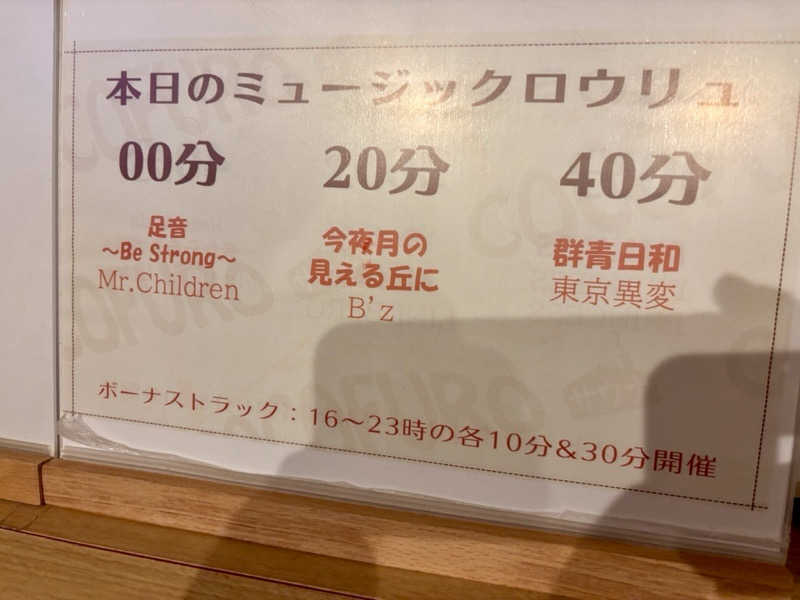 本日のミュージックロウリュ
00分
20分
40分
足音
～Be Strong～
Mr.Children
今夜月の
見える丘に
B'z
群青日和
東京異変
ボーナストラック：16～23時の各10分&30分開催